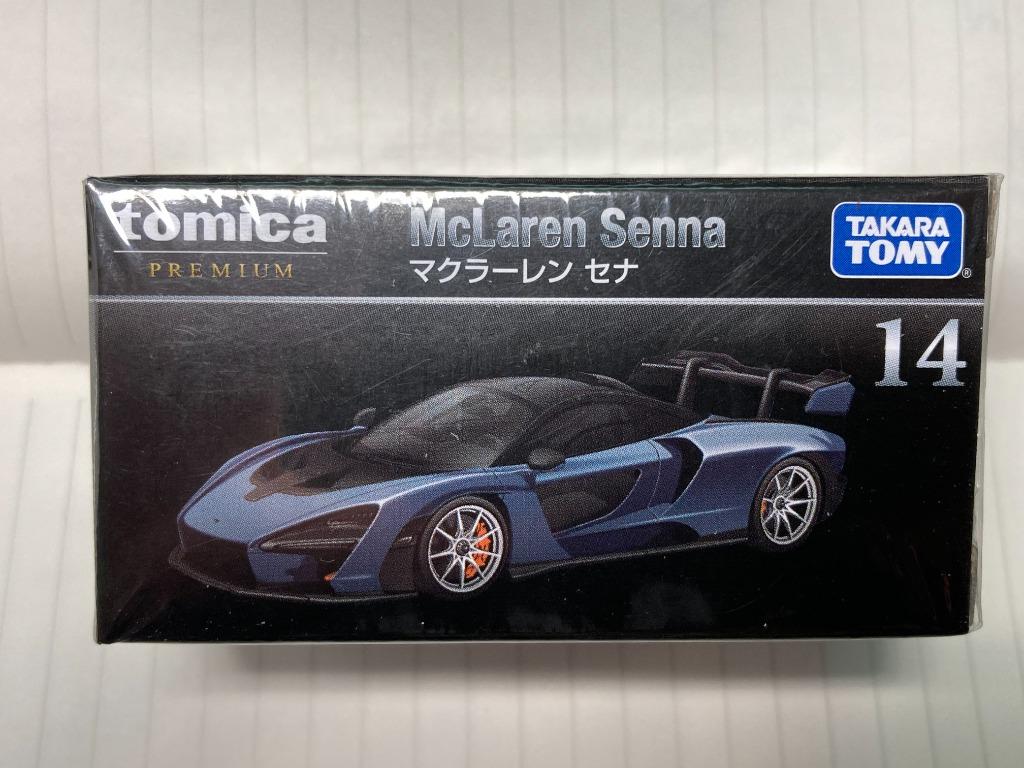 tomica
PREMIUM
McLaren Senna
マクラーレン セナ
TAKARA
TOMY
®
14